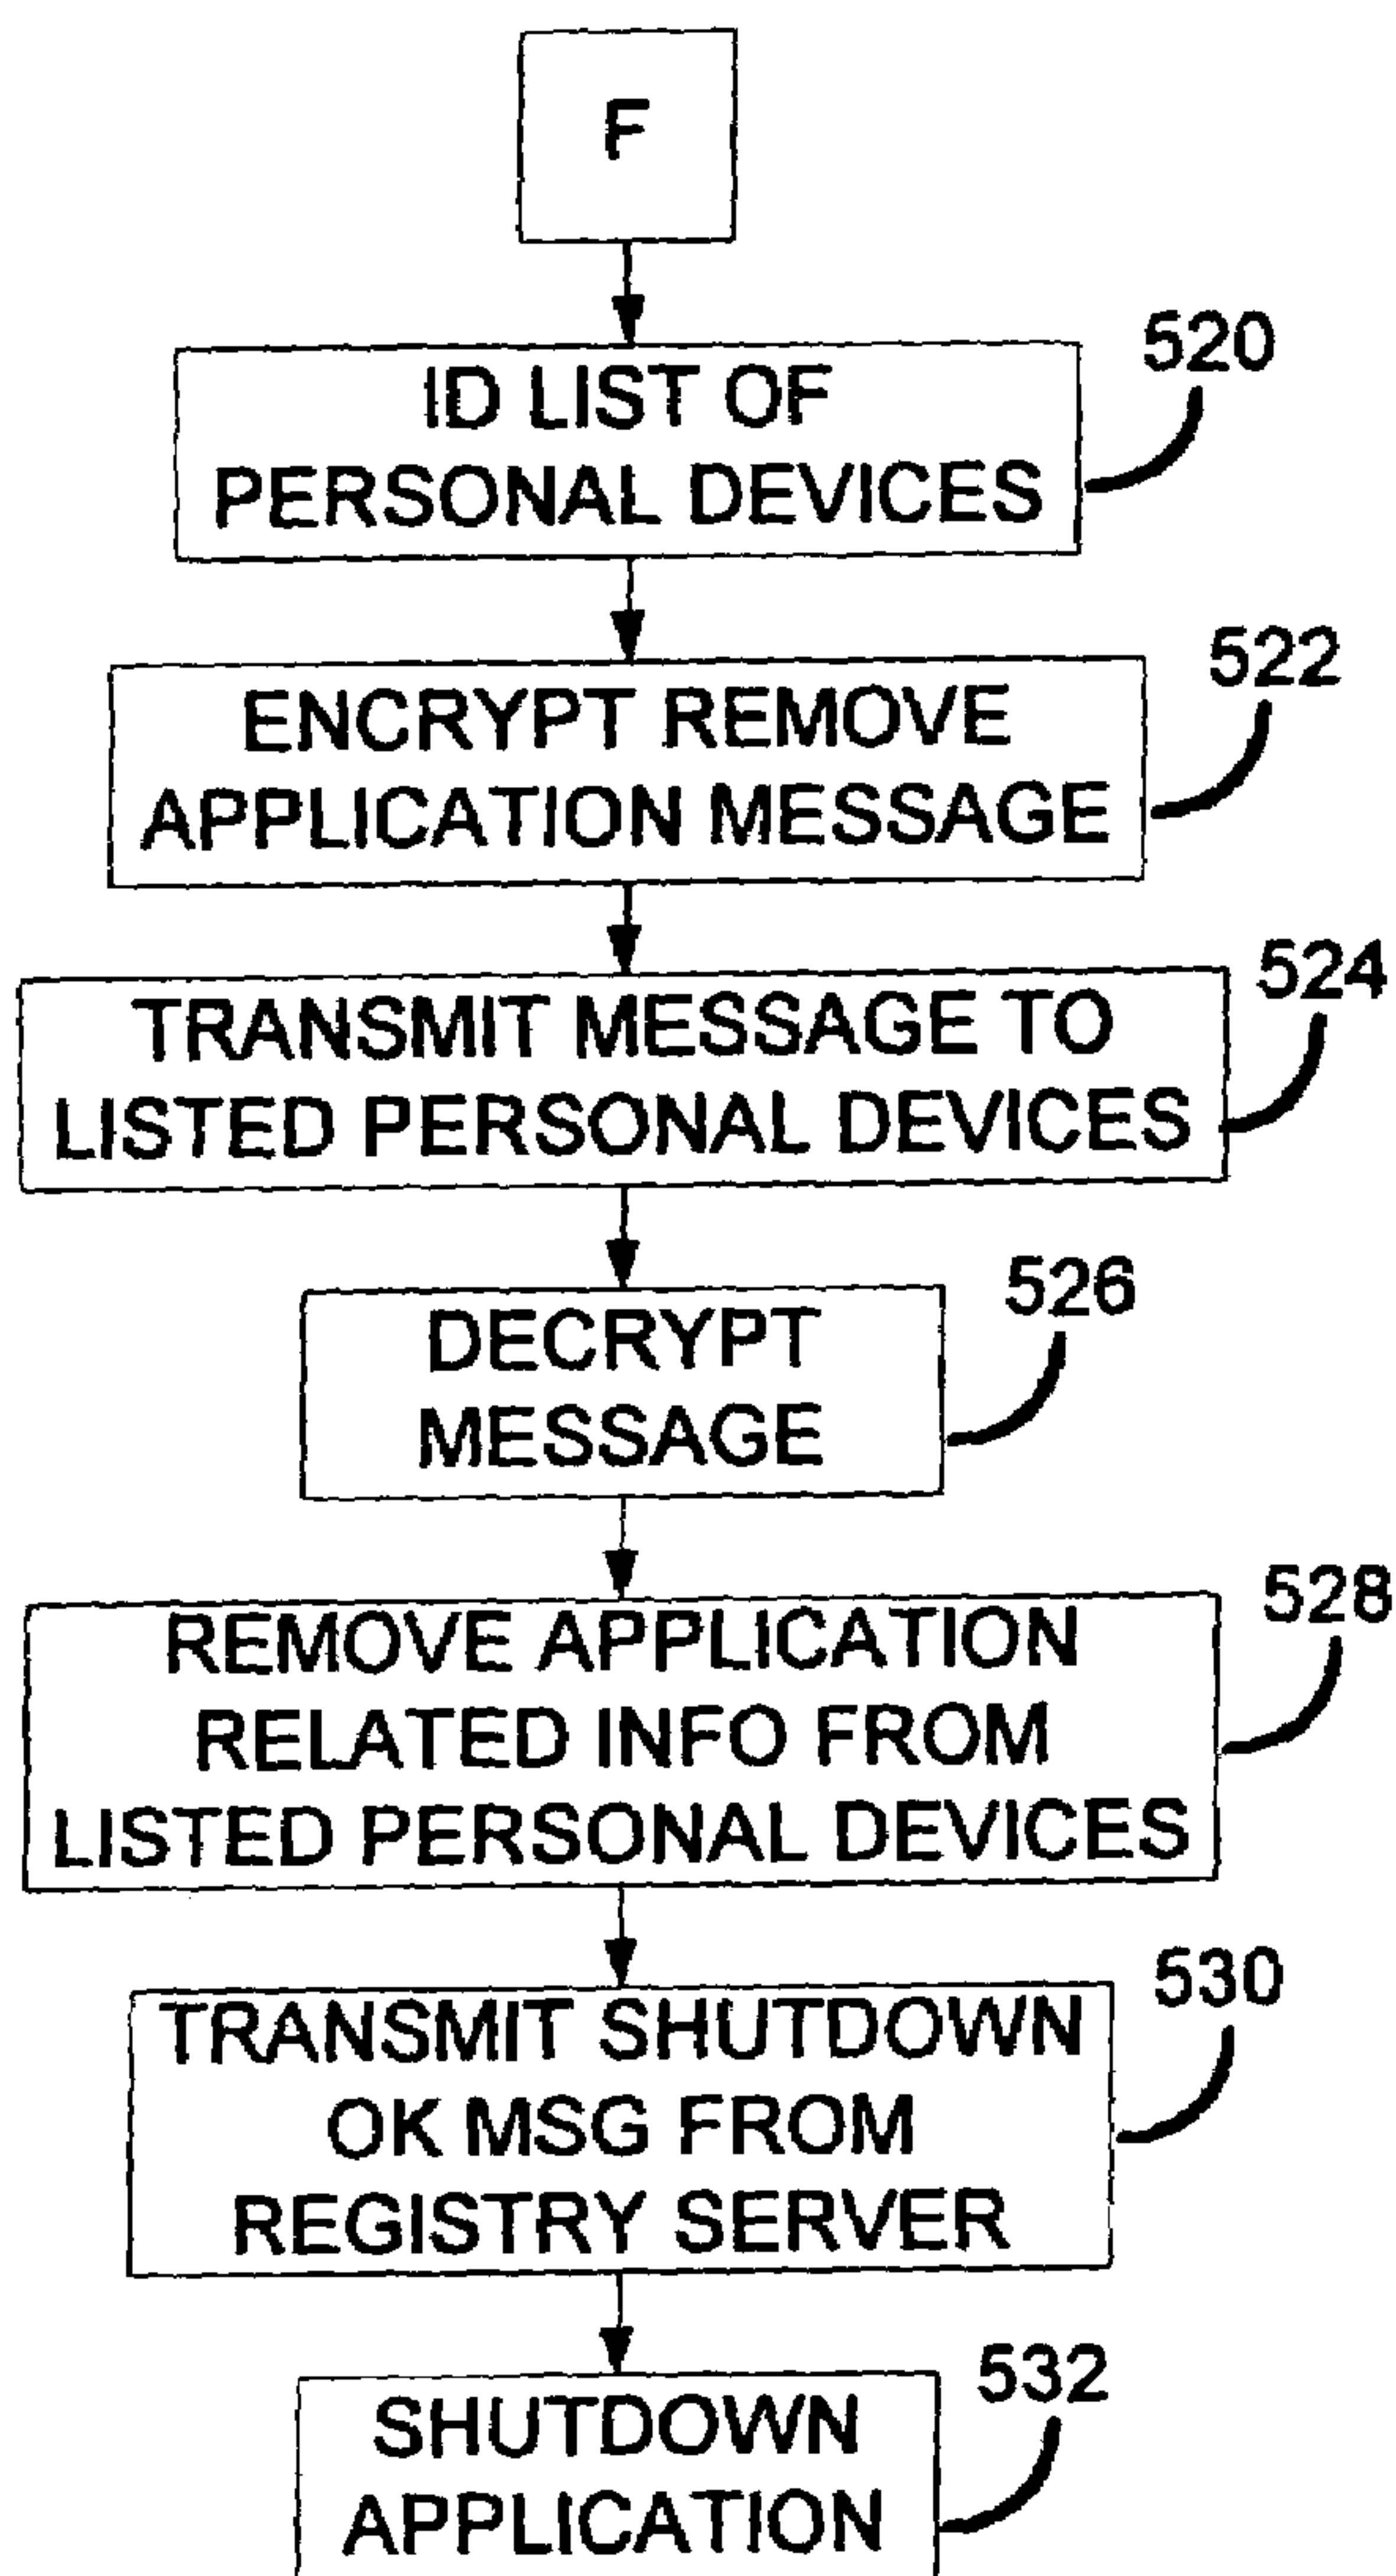 F
520
ID LIST OF
PERSONAL DEVICES
522
ENCRYPT REMOVE
APPLICATION MESSAGE
524
TRANSMIT MESSAGE TO
LISTED PERSONAL DEVICES
526
DECRYPT
MESSAGE
528
REMOVE APPLICATION
RELATED INFO FROM
LISTED PERSONAL DEVICES
530
TRANSMIT SHUTDOWN
OK MSG FROM
REGISTRY SERVER
532
SHUTDOWN
APPLICATION